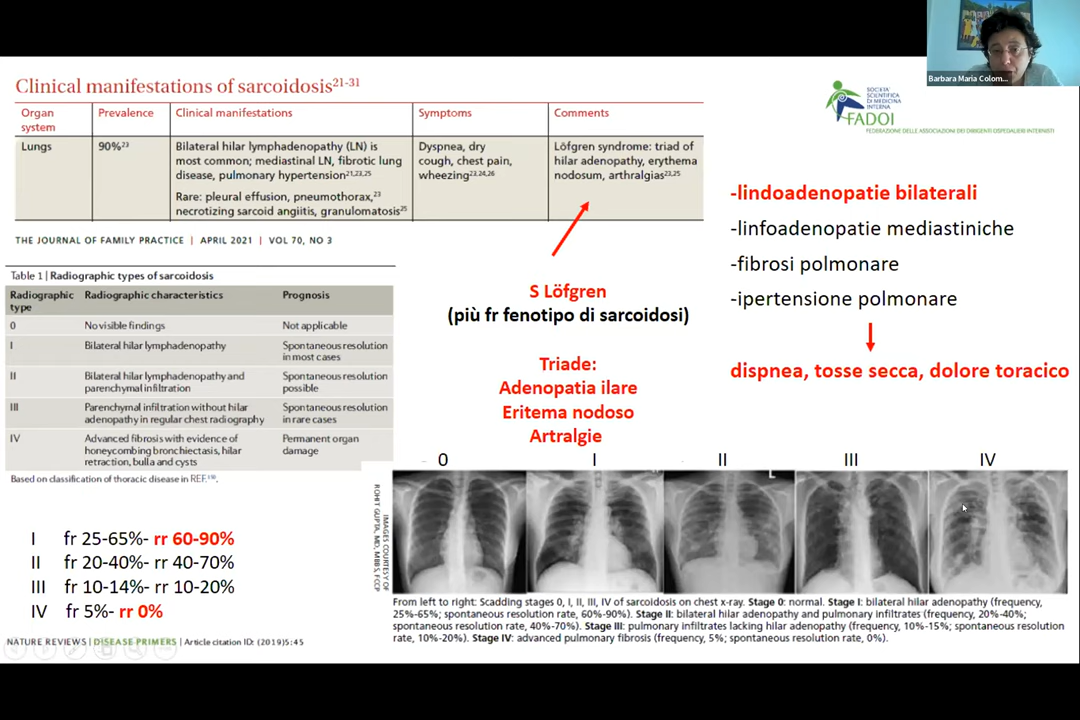 Barbara Maria Colom...
Clinical manifestations of sarcoidosis21-31
Organ system
Prevalence
Clinical manifestations
Symptoms
Comments
Lungs
90%23
Bilateral hilar lymphadenopathy (LN) is
most common; mediastinal LN, fibrotic lung
disease, pulmonary hypertension21,23,25
Rare: pleural effusion, pneumothorax,23
necrotizing sarcoid angiitis, granulomatosis25
Dyspnea, dry
cough, chest pain,
wheezing23,24,26
Löfgren syndrome: triad of
hilar adenopathy, erythema
nodosum, arthralgias23,25
THE JOURNAL OF FAMILY PRACTICE | APRIL 2021 | VOL 70, NO 3
SOCIETÀ
SCIENTIFICA
DI MEDICINA
INTERNA
FADOI
FEDERAZIONE DELLE ASSOCIAZIONI DEI DIRIGENTI OSPEDALIERI INTERNISTI
-lindoadenopatie bilaterali
-linfoadenopatie mediastiniche
-fibrosi polmonare
-ipertensione polmonare
dispnea, tosse secca, dolore toracico
S Löfgren
(più fr fenotipo di sarcoidosi)
Triade:
Adenopatia ilare
Eritema nodoso
Artralgie
Table 1 | Radiographic types of sarcoidosis
Radiographic type
Radiographic characteristics
Prognosis
0
No visible findings
Not applicable
I
Bilateral hilar lymphadenopathy
Spontaneous resolution
in most cases
II
Bilateral hilar lymphadenopathy and
parenchymal infiltration
Spontaneous resolution
possible
III
Parenchymal infiltration without hilar
adenopathy in regular chest radiography
Spontaneous resolution
in rare cases
IV
Advanced fibrosis with evidence of
honeycombing bronchiectasis, hilar
retraction, bulla and cysts
Permanent organ
damage
Based on classification of thoracic disease in REF.
I fr 25-65%- rr 60-90%
II fr 20-40%- rr 40-70%
III fr 10-14%- rr 10-20%
IV fr 5%- rr 0%
NATURE REVIEWS | DISEASE PRIMERS | Article citation ID: (2019)5:45
0 I II III IV
L
IMAGES COURTESY OF
ROHIT GUPTA, MD, MBBS, FCCP
From left to right: Scadding stages 0, I, II, III, IV of sarcoidosis on chest x-ray. Stage 0: normal. Stage I: bilateral hilar adenopathy (frequency,
25%-65%; spontaneous resolution rate, 60%-90%). Stage II: bilateral hilar adenopathy and pulmonary infiltrates (frequency, 20%-40%;
spontaneous resolution rate, 40%-70%). Stage III: pulmonary infiltrates lacking hilar adenopathy (frequency, 10%-15%; spontaneous resolution
rate, 10%-20%). Stage IV: advanced pulmonary fibrosis (frequency, 5%; spontaneous resolution rate, 0%).